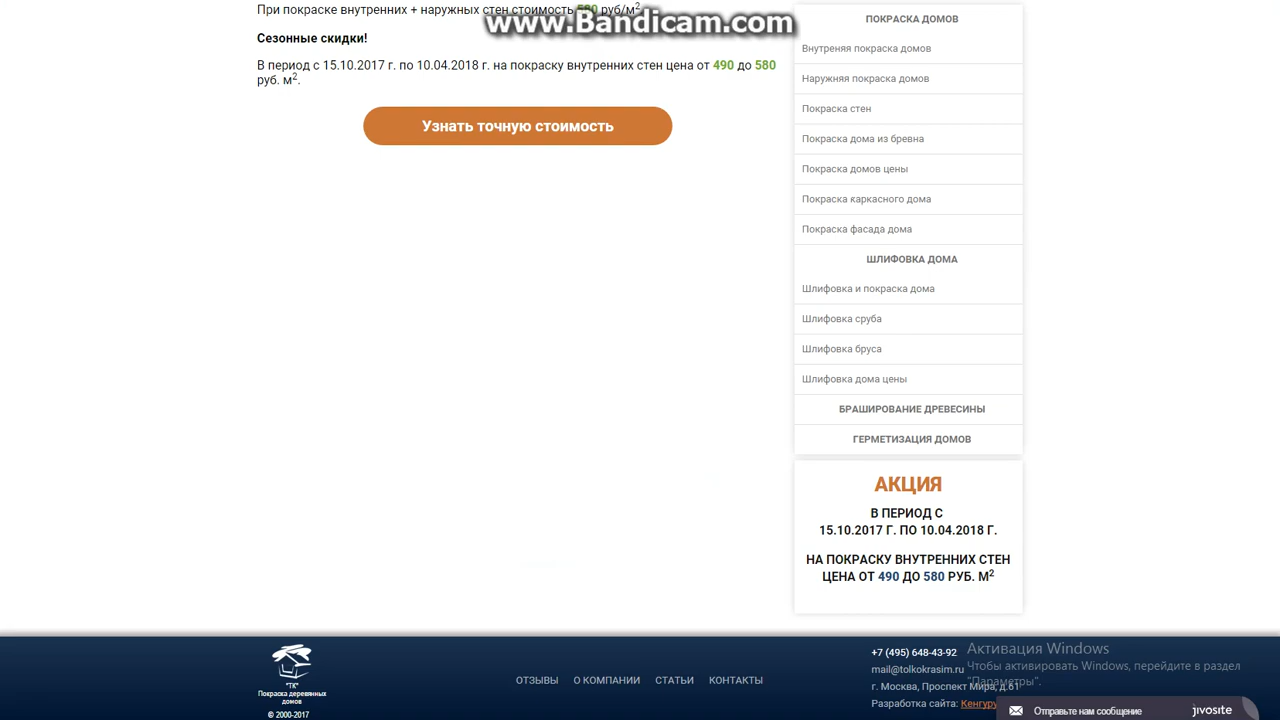 При покраске внутренних + наружных стен стоимость 580 руб/м²
www.Bandicam.com
Сезонные скидки!
В период с 15.10.2017 г. по 10.04.2018 г. на покраску внутренних стен цена от 490 до 580
руб. м².
Узнать точную стоимость
ПОКРАСКА ДОМОВ
Внутреняя покраска домов
Наружняя покраска домов
Покраска стен
Покраска дома из бревна
Покраска домов цены
Покраска каркасного дома
Покраска фасада дома
ШЛИФОВКА ДОМА
Шлифовка и покраска дома
Шлифовка сруба
Шлифовка бруса
Шлифовка дома цены
БРАШИРОВАНИЕ ДРЕВЕСИНЫ
ГЕРМЕТИЗАЦИЯ ДОМОВ
АКЦИЯ
В ПЕРИОД С
15.10.2017 Г. ПО 10.04.2018 Г.
НА ПОКРАСКУ ВНУТРЕННИХ СТЕН
ЦЕНА ОТ 490 ДО 580 РУБ. М²
"ТК"
Покраска деревянных
домов
© 2000-2017
ОТЗЫВЫ О КОМПАНИИ СТАТЬИ КОНТАКТЫ
+7 (495) 648-43-92
mail@tolkokrasim.ru
г. Москва, Проспект Мира, д.61
Разработка сайта: Кенгуру
Активация Windows
Чтобы активировать Windows, перейдите в раздел
"Параметры".
Отправьте нам сообщение
jivosite